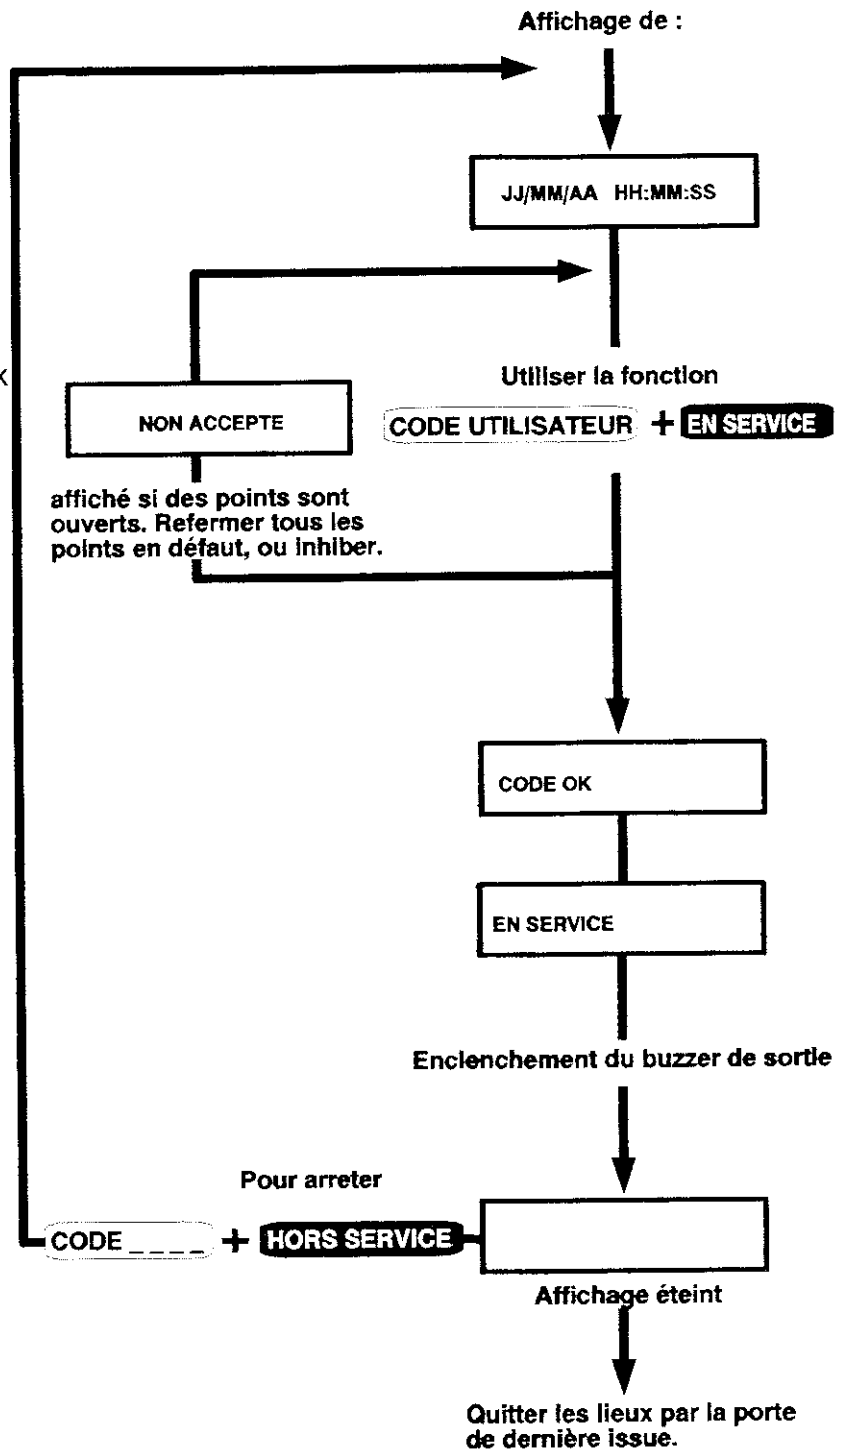 Affichage de :
JJ/MM/AA HH:MM:SS
x
Utiliser la fonction
NON ACCEPTE
CODE UTILISATEUR + EN SERVICE
affiché si des points sont
ouverts. Refermer tous les
points en défaut, ou inhiber.
CODE OK
EN SERVICE
Enclenchement du buzzer de sortie
Pour arreter
CODE _ _ _ _ + HORS SERVICE
Affichage éteint
Quitter les lieux par la porte
de dernière issue.